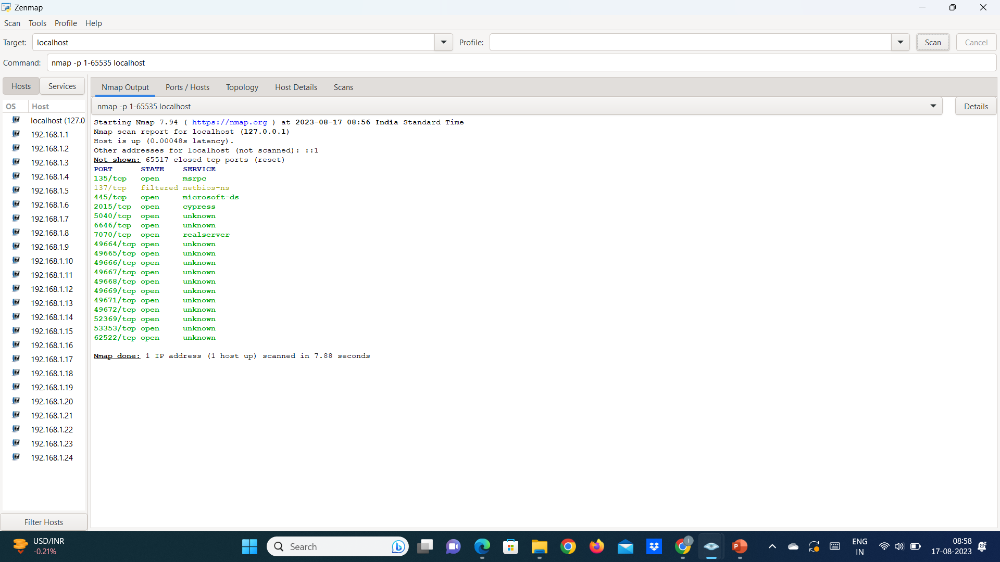 Zenmap
Scan Tools Profile Help
Target: localhost Profile: Scan Cancel
Command: nmap -p 1-65535 localhost
Hosts Services
OS Host
localhost (127.0
192.168.1.1
192.168.1.2
192.168.1.3
192.168.1.4
192.168.1.5
192.168.1.6
192.168.1.7
192.168.1.8
192.168.1.9
192.168.1.10
192.168.1.11
192.168.1.12
192.168.1.13
192.168.1.14
192.168.1.15
192.168.1.16
192.168.1.17
192.168.1.18
192.168.1.19
192.168.1.20
192.168.1.21
192.168.1.22
192.168.1.23
192.168.1.24
Filter Hosts
Nmap Output Ports / Hosts Topology Host Details Scans
nmap -p 1-65535 localhost Details
Starting Nmap 7.94 ( https://nmap.org ) at 2023-08-17 08:56 India Standard Time
Nmap scan report for localhost (127.0.0.1)
Host is up (0.00048s latency).
Other addresses for localhost (not scanned): ::1
Not shown: 65517 closed tcp ports (reset)
PORT STATE SERVICE
135/tcp open msrpc
137/tcp filtered netbios-ns
445/tcp open microsoft-ds
2015/tcp open cypress
5040/tcp open unknown
6646/tcp open unknown
7070/tcp open realserver
49664/tcp open unknown
49665/tcp open unknown
49666/tcp open unknown
49667/tcp open unknown
49668/tcp open unknown
49669/tcp open unknown
49671/tcp open unknown
49672/tcp open unknown
52369/tcp open unknown
53353/tcp open unknown
62522/tcp open unknown
Nmap done: 1 IP address (1 host up) scanned in 7.88 seconds
USD/INR
-0.21%
Search
ENG
IN
08:58
17-08-2023